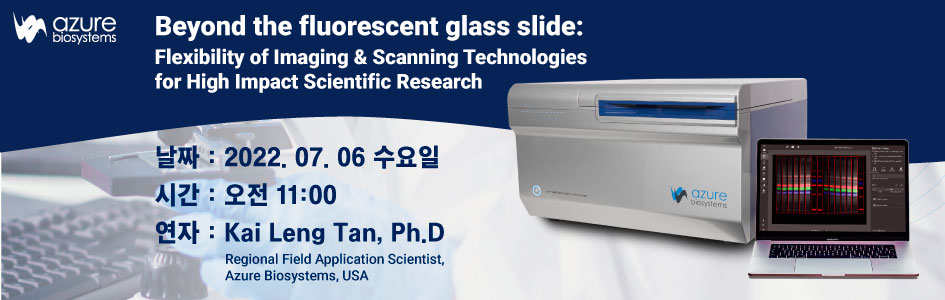 azure
biosystems
Beyond the fluorescent glass slide:
Flexibility of Imaging & Scanning Technologies
for High Impact Scientific Research
날짜 : 2022. 07. 06 수요일
시간 : 오전 11:00
연자 : Kai Leng Tan, Ph.D
Regional Field Application Scientist,
Azure Biosystems, USA
azure
biosystems